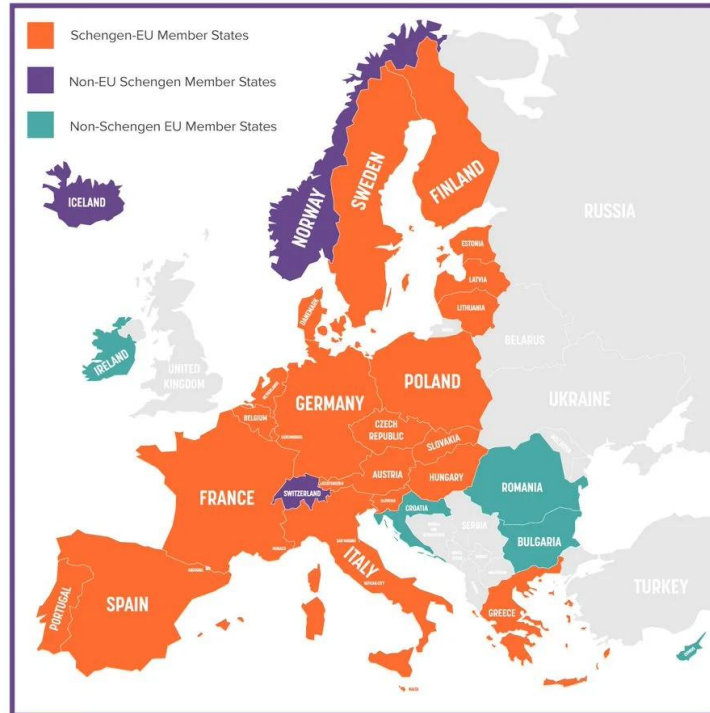 Schengen-EU Member States
Non-EU Schengen Member States
Non-Schengen EU Member States
ICELAND
NORWAY
SWEDEN
FINLAND
RUSSIA
ESTONIA
LATVIA
LITHUANIA
DANEMARK
IRELAND
UNITED
KINGDOM
BELARUS
POLAND
GERMANY
BELGIUM
UKRAINE
CZECH
REPUBLIC
SLOVAKIA
AUSTRIA
HUNGARY
FRANCE
SWITZERLAND
ROMANIA
CROATIA
SERBIA
BULGARIA
ITALY
PORTUGAL
SPAIN
GREECE
TURKEY